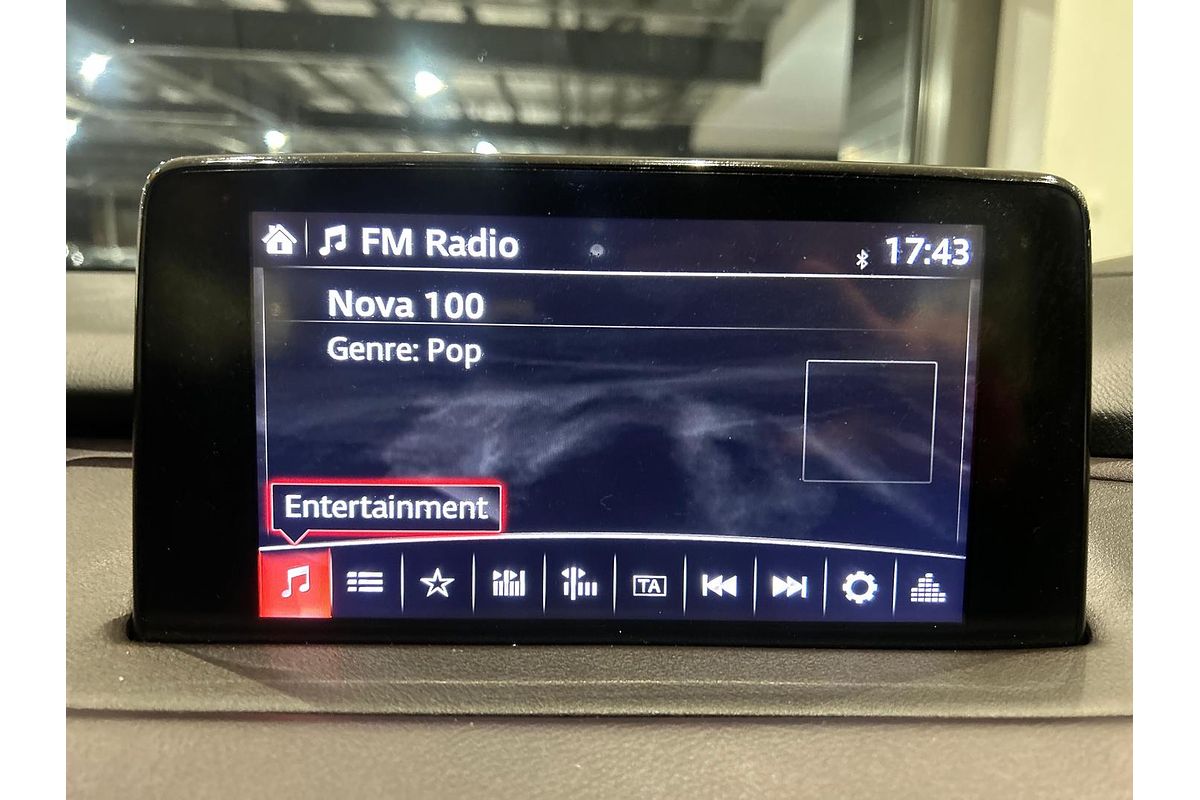 FM Radio
17:43
Nova 100
Genre: Pop
Entertainment
TA